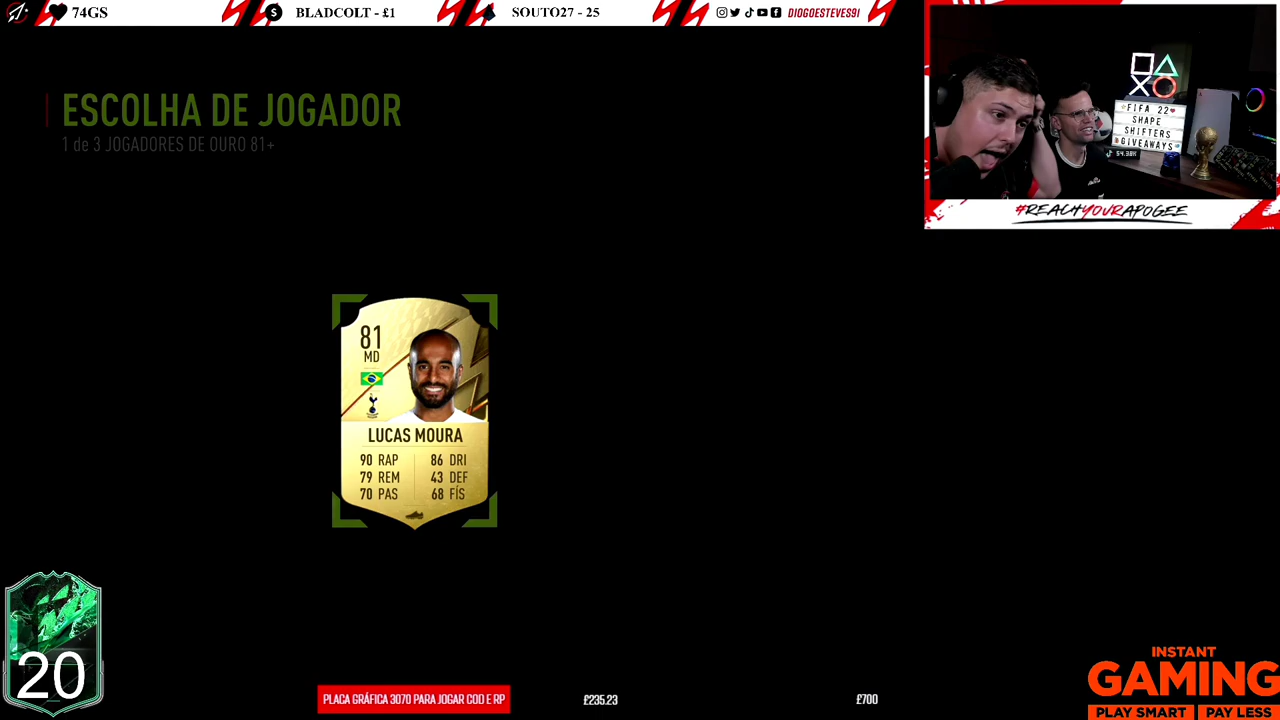 74GS
BLADCOLT - £1
SOUTO27 - 25
DIOGOESTEVES91
ESCOLHA DE JOGADOR
1 de 3 JOGADORES DE OURO 81+
FIFA 22
SHAPE
SHIFTERS
GIVEAWAYS
54.38K
#REACHYOURAPOGEE
81
MD
LUCAS MOURA
90 RAP 86 DRI
79 REM 43 DEF
70 PAS 68 FÍS
20
PLACA GRÁFICA 3070 PARA JOGAR COD E RP
£235.23
£700
INSTANT
GAMING
PLAY SMART PAY LESS